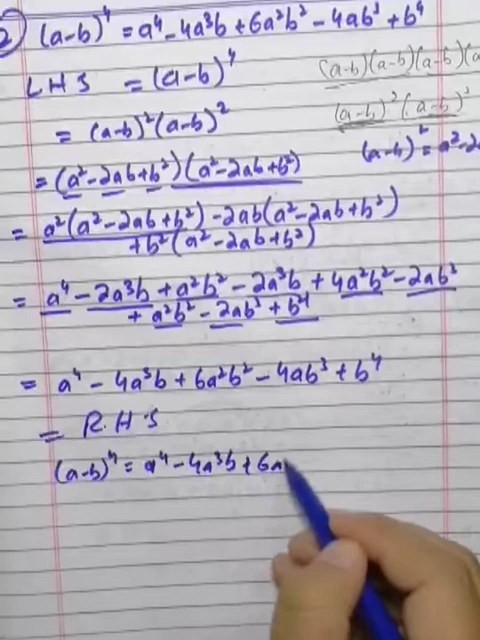 2) (a-b)⁴ = a⁴ - 4a³b + 6a²b² - 4ab³ + b⁴
LHS = (a-b)⁴
(a-b)(a-b)(a-b)(a
= (a-b)²(a-b)²
(a-b)² (a-b)²
(a-b)² = a² - 2a
= (a² - 2ab + b²)(a² - 2ab + b²)
= a²(a² - 2ab + b²) - 2ab(a² - 2ab + b²)
+ b²(a² - 2ab + b²)
= a⁴ - 2a³b + a²b² - 2a³b + 4a²b² - 2ab³
+ a²b² - 2ab³ + b⁴
= a⁴ - 4a³b + 6a²b² - 4ab³ + b⁴
= R.H.S
(a-b)⁴ = a⁴ - 4a³b + 6a